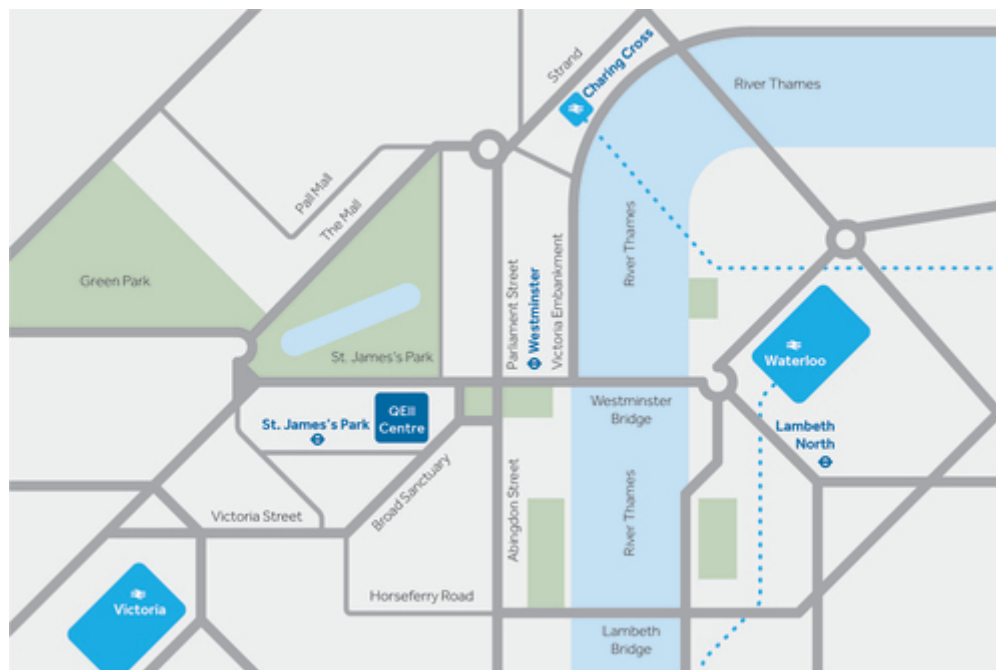 Strand
Charing Cross
River Thames
Pall Mall
The Mall
Green Park
Parliament Street
Westminster
Victoria Embankment
River Thames
St. James's Park
Waterloo
QEII
Centre
St. James's Park
Westminster
Bridge
Lambeth
North
Broad Sanctuary
Abingdon Street
River Thames
Victoria Street
Victoria
Horseferry Road
Lambeth
Bridge